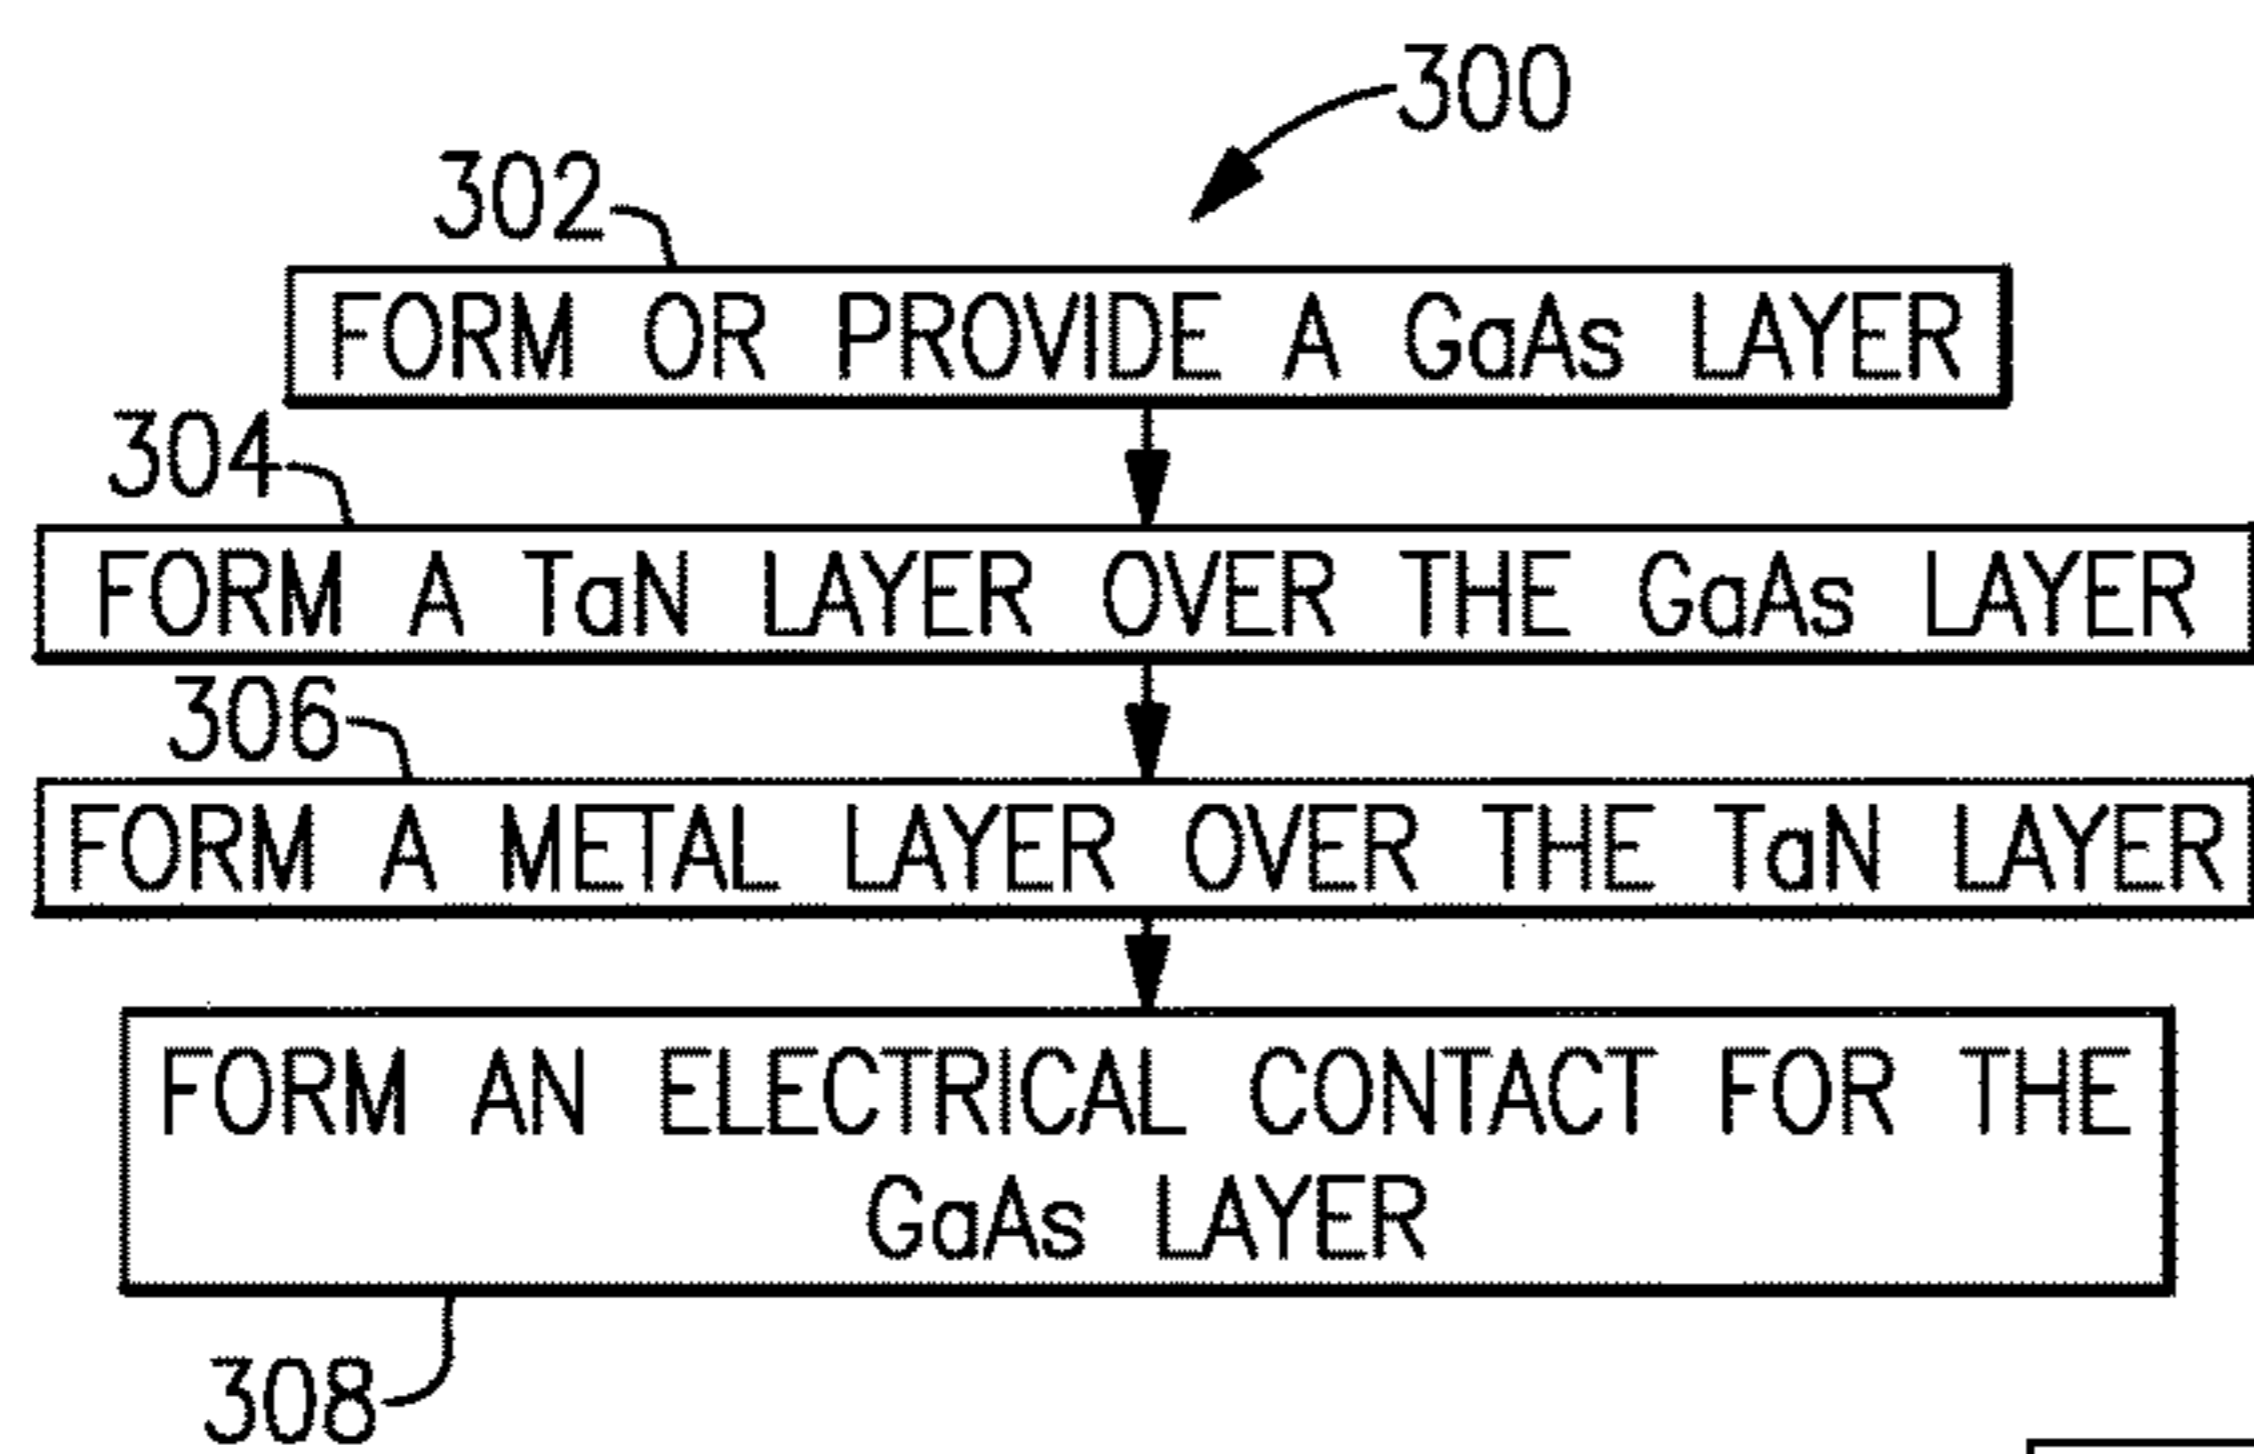 300
302
FORM OR PROVIDE A GaAs LAYER
304
FORM A TaN LAYER OVER THE GaAs LAYER
306
FORM A METAL LAYER OVER THE TaN LAYER
FORM AN ELECTRICAL CONTACT FOR THE
GaAs LAYER
308